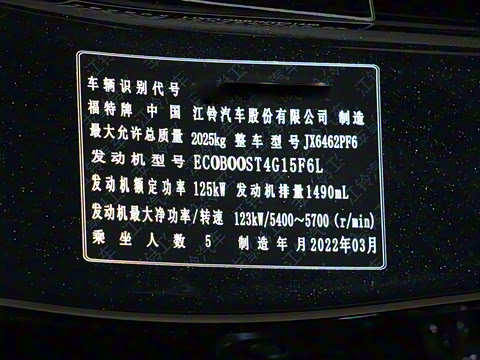 车辆识别代号
福特牌 中国 江铃汽车股份有限公司 制造
最大允许总质量 2025kg 整车型号 JX6462PF6
发动机型号 ECOBOOST4G15F6L
发动机额定功率 125kW 发动机排量1490mL
发动机最大净功率/转速 123kW/5400～5700 (r/min)
乘坐人数 5 制造年月2022年03月